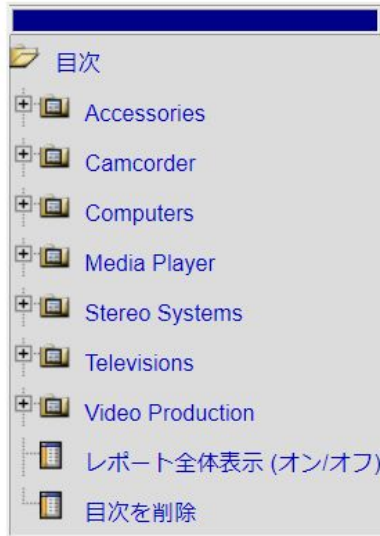 目次
Accessories
Camcorder
Computers
Media Player
Stereo Systems
Televisions
Video Production
レポート全体表示 (オン/オフ)
目次を削除